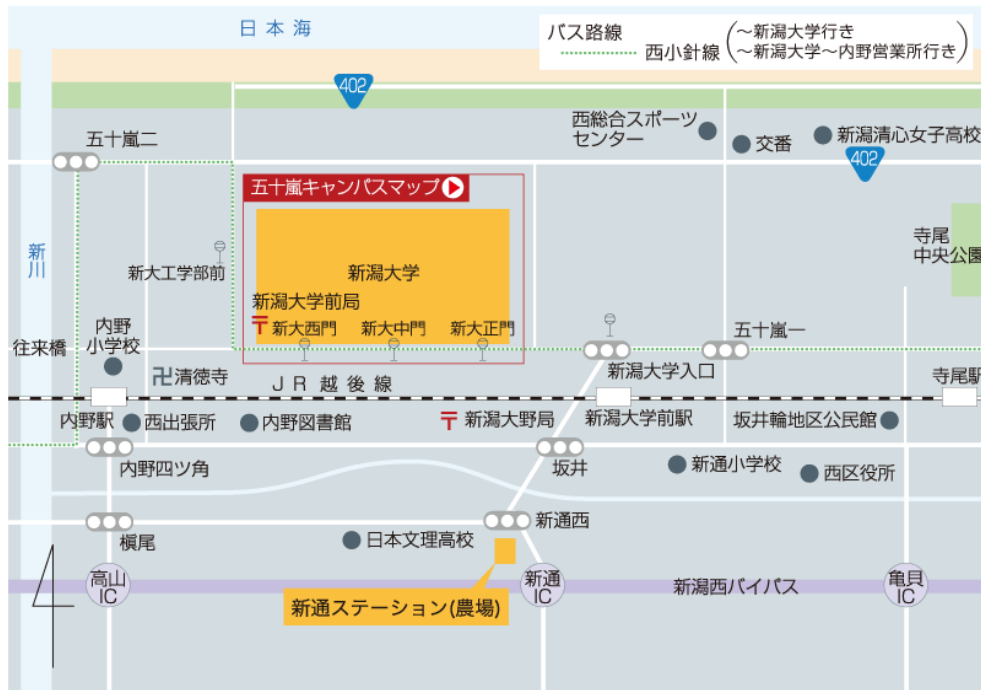 日本海
バス路線
西小針線
(～新潟大学行き
～新潟大学～内野営業所行き)
402
五十嵐二
西総合スポーツ
センター
交番
新潟清心女子高校
402
五十嵐キャンパスマップ
新川
新大工学部前
新潟大学
寺尾
中央公園
新潟大学前局
〒
新大西門
新大中門
新大正門
五十嵐一
内野
小学校
往来橋
卍清徳寺
JR越後線
新潟大学入口
寺尾駅
内野駅
西出張所
内野図書館
〒
新潟大野局
新潟大学前駅
坂井輪地区公民館
内野四ツ角
坂井
新通小学校
西区役所
槇尾
日本文理高校
新通西
高山
IC
新通ステーション(農場)
新通
IC
新潟西バイパス
亀貝
IC
4